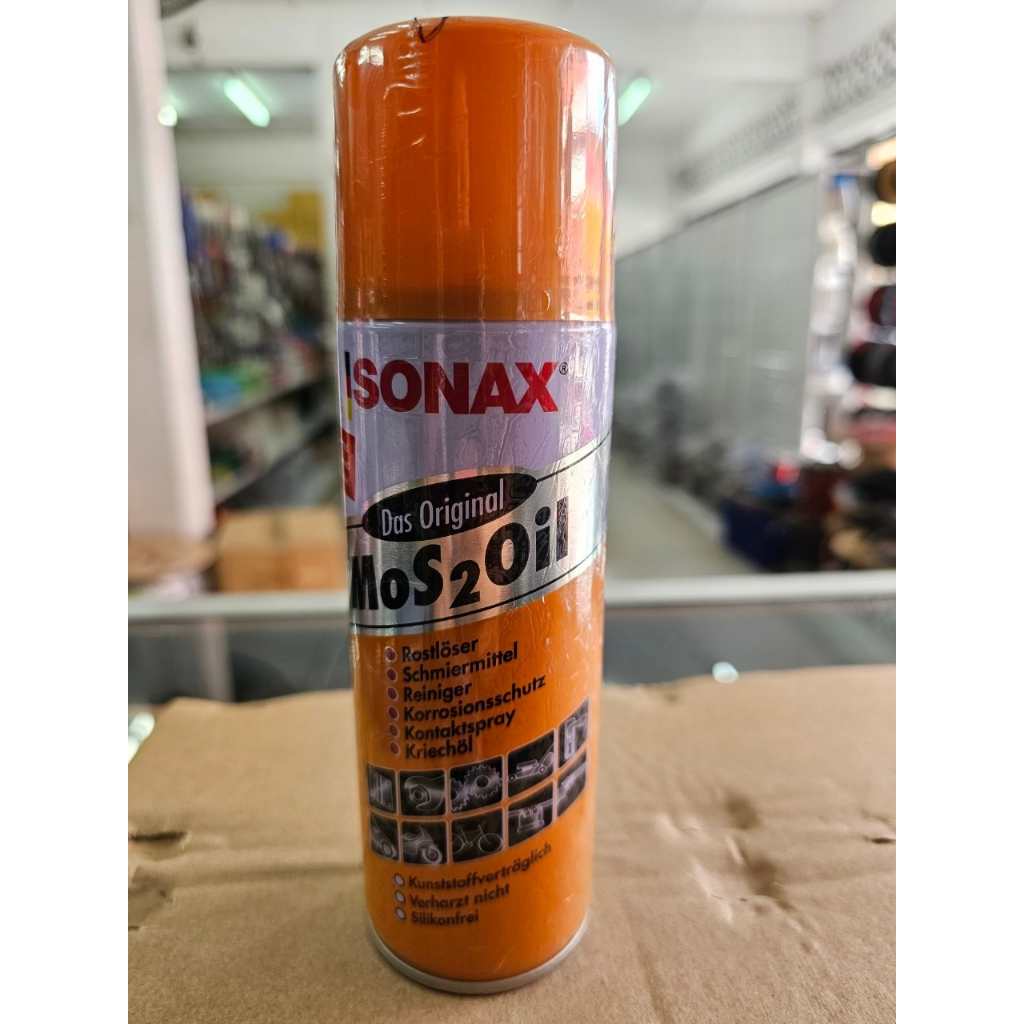 SONAX®
Das Original
MoS2Oil
Rostlöser
Schmiermittel
Reiniger
Korrosionsschutz
Kontaktspray
Kriechöl
Kunststoffverträglich
Verharzt nicht
Silikonfrei